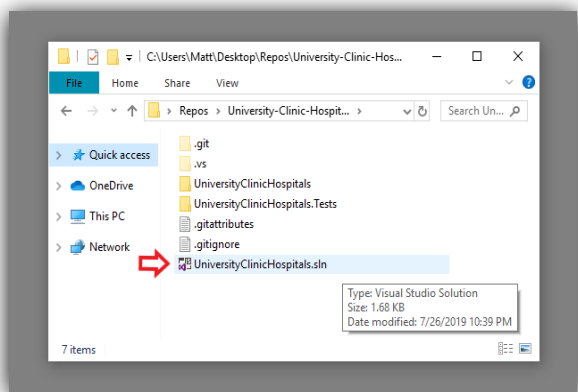 C:\Users\Matt\Desktop\Repos\University-Clinic-Hos...
File Home Share View
Repos > University-Clinic-Hospit... >
Search Un...
Quick access
OneDrive
This PC
Network
.git
.vs
UniversityClinicHospitals
UniversityClinicHospitals.Tests
.gitattributes
.gitignore
UniversityClinicHospitals.sln
Type: Visual Studio Solution
Size: 1.68 KB
Date modified: 7/26/2019 10:39 PM
7 items